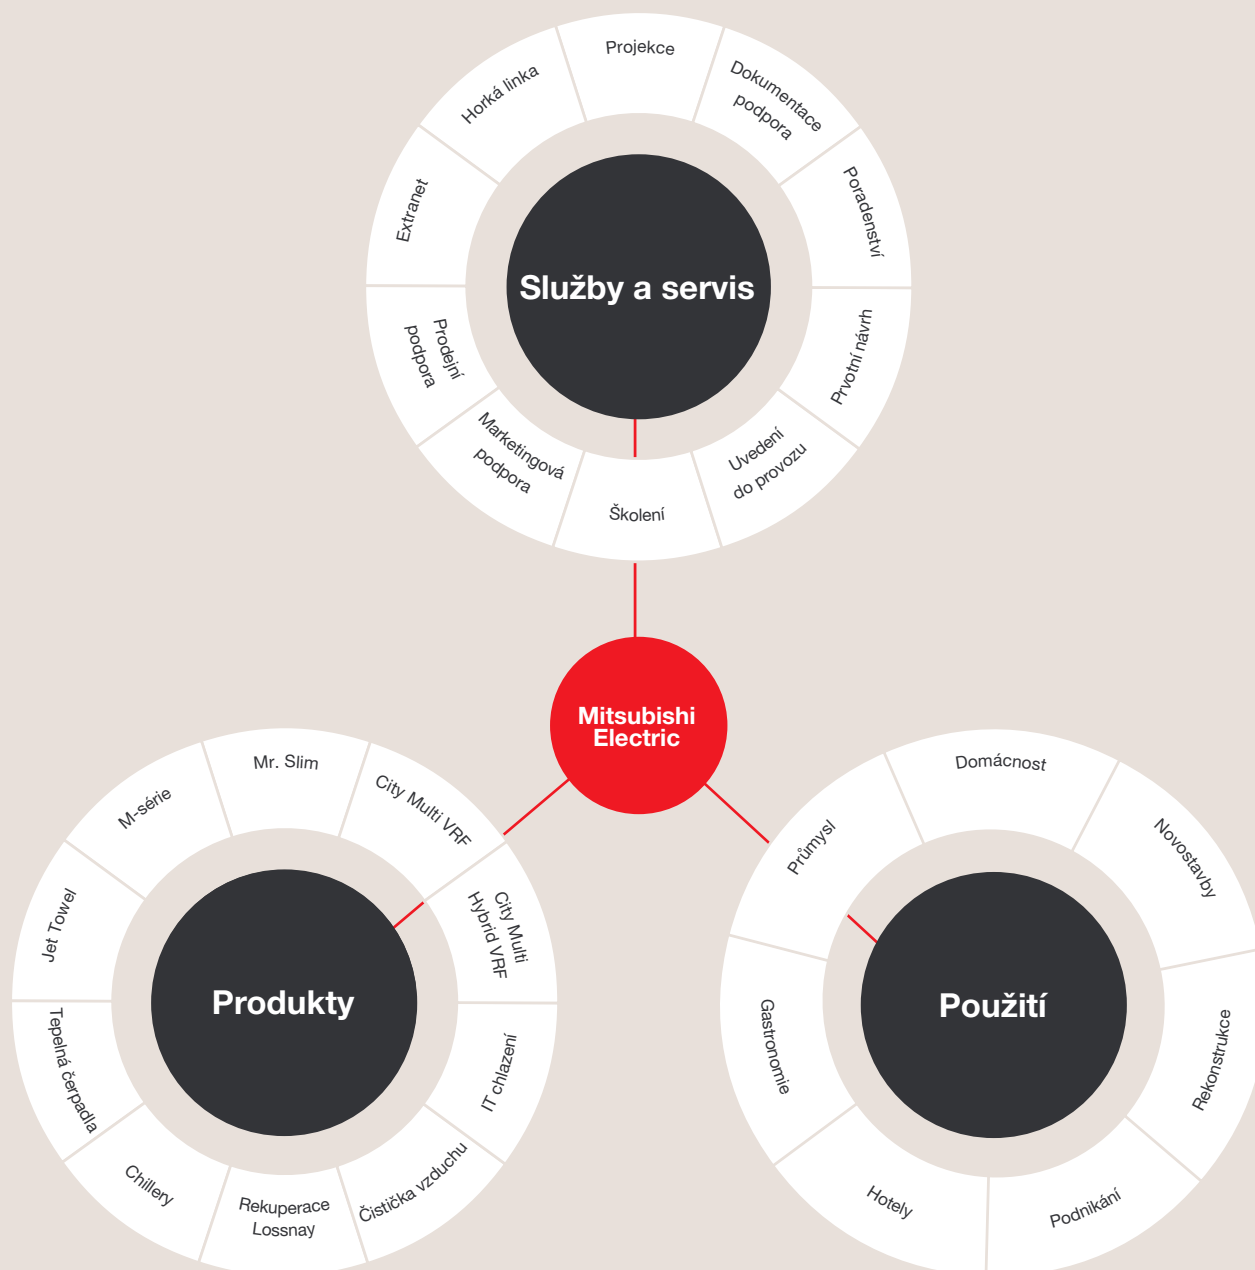 Projekce
Dokumentace
podpora
Poradenství
Prvotní návrh
Uvedení
do provozu
Školení
Marketingová
podpora
Prodejní
podpora
Extranet
Horká linka
Služby a servis
Mitsubishi
Electric
Mr. Slim
City Multi VRF
City Multi
Hybrid VRF
IT chlazení
Čistička vzduchu
Rekuperace
Lossnay
Chillery
Tepelná čerpadla
Jet Towel
M-série
Produkty
Domácnost
Novostavby
Rekonstrukce
Podnikání
Hotely
Gastronomie
Průmysl
Použití